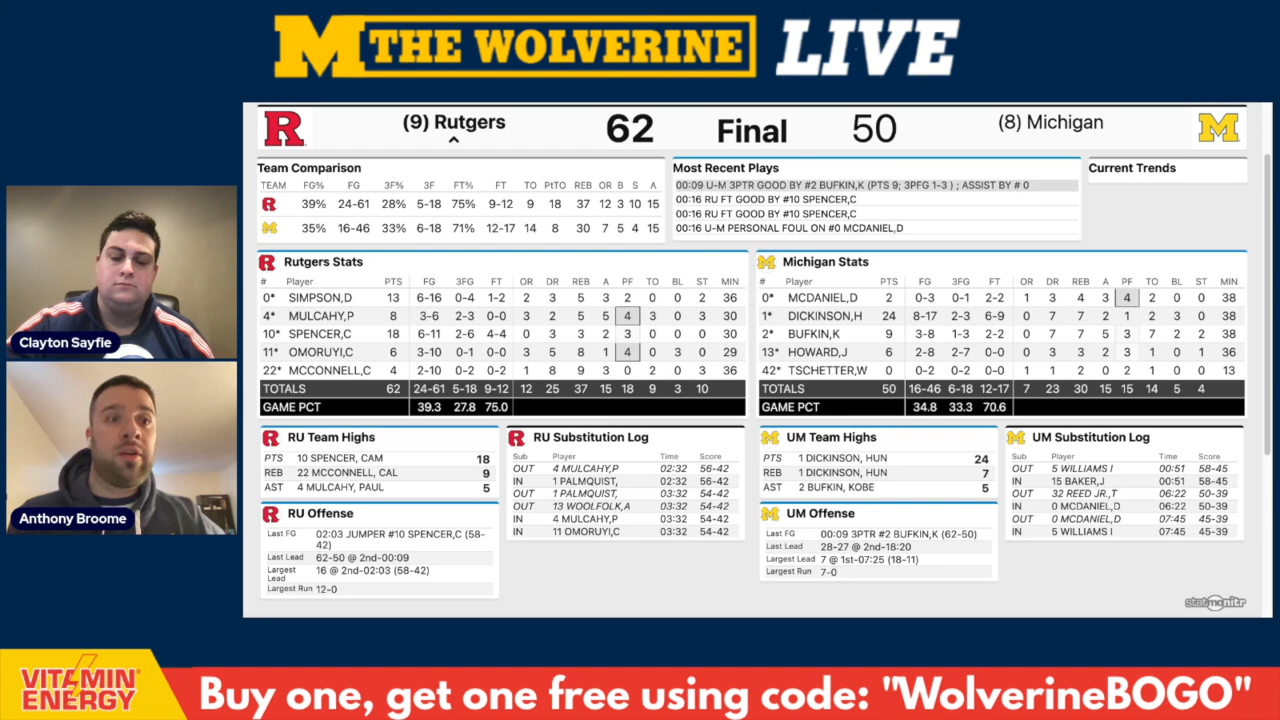 M THE WOLVERINE LIVE
R (9) Rutgers 62 Final 50 (8) Michigan M
Team Comparison
TEAM FG% FG 3F% 3F FT% FT TO PtTO REB OR B S A
R 39% 24-61 28% 5-18 75% 9-12 9 18 37 12 3 10 15
M 35% 16-46 33% 6-18 71% 12-17 14 8 30 7 5 4 15
Most Recent Plays
00:09 U-M 3PTR GOOD BY #2 BUFKIN,K (PTS 9; 3PFG 1-3 ) ; ASSIST BY # 0
00:16 RU FT GOOD BY #10 SPENCER,C
00:16 RU FT GOOD BY #10 SPENCER,C
00:16 U-M PERSONAL FOUL ON #0 MCDANIEL,D
Current Trends
R Rutgers Stats
# Player PTS FG 3FG FT OR DR REB A PF TO BL ST MIN
0* SIMPSON,D 13 6-16 0-4 1-2 2 3 5 3 2 0 0 2 36
4* MULCAHY,P 8 3-6 2-3 0-0 3 2 5 5 4 3 0 3 30
10* SPENCER,C 18 6-11 2-6 4-4 0 3 3 2 3 0 0 0 30
11* OMORUYI,C 6 3-10 0-1 0-0 3 5 8 1 4 0 3 0 29
22* MCCONNELL,C 4 2-10 0-2 0-2 1 8 9 3 0 2 0 2 36
TOTALS 62 24-61 5-18 9-12 12 25 37 15 18 9 3 10
GAME PCT 39.3 27.8 75.0
M Michigan Stats
# Player PTS FG 3FG FT OR DR REB A PF TO BL ST MIN
0* MCDANIEL,D 2 0-3 0-1 2-2 1 3 4 3 4 2 0 0 38
1* DICKINSON,H 24 8-17 2-3 6-9 0 7 7 2 1 2 3 0 38
2* BUFKIN,K 9 3-8 1-3 2-2 0 7 7 5 3 7 2 2 38
13* HOWARD,J 6 2-8 2-7 0-0 0 3 3 2 3 1 0 1 36
42* TSCHETTER,W 0 0-2 0-2 0-0 1 1 2 0 2 1 0 0 13
TOTALS 50 16-46 6-18 12-17 7 23 30 15 15 14 5 4
GAME PCT 34.8 33.3 70.6
R RU Team Highs
PTS 10 SPENCER, CAM 18
REB 22 MCCONNELL, CAL 9
AST 4 MULCAHY, PAUL 5
R RU Substitution Log
Sub Player Time Score
OUT 4 MULCAHY,P 02:32 56-42
IN 1 PALMQUIST, 02:32 56-42
OUT 1 PALMQUIST, 03:32 54-42
OUT 13 WOOLFOLK,A 03:32 54-42
IN 4 MULCAHY,P 03:32 54-42
IN 11 OMORUYI,C 03:32 54-42
M UM Team Highs
PTS 1 DICKINSON, HUN 24
REB 1 DICKINSON, HUN 7
AST 2 BUFKIN, KOBE 5
M UM Substitution Log
Sub Player Time Score
OUT 5 WILLIAMS I 00:51 58-45
IN 15 BAKER,J 00:51 58-45
OUT 32 REED JR.,T 06:22 50-39
IN 0 MCDANIEL,D 06:22 50-39
OUT 0 MCDANIEL,D 07:45 45-39
IN 5 WILLIAMS I 07:45 45-39
R RU Offense
Last FG 02:03 JUMPER #10 SPENCER,C (58-42)
Last Lead 62-50 @ 2nd-00:09
Largest Lead 16 @ 2nd-02:03 (58-42)
Largest Run 12-0
M UM Offense
Last FG 00:09 3PTR #2 BUFKIN,K (62-50)
Last Lead 28-27 @ 2nd-18:20
Largest Lead 7 @ 1st-07:25 (18-11)
Largest Run 7-0
statmonitr
Clayton Sayfie
Anthony Broome
VITAMIN ENERGY
Buy one, get one free using code: "WolverineBOGO"